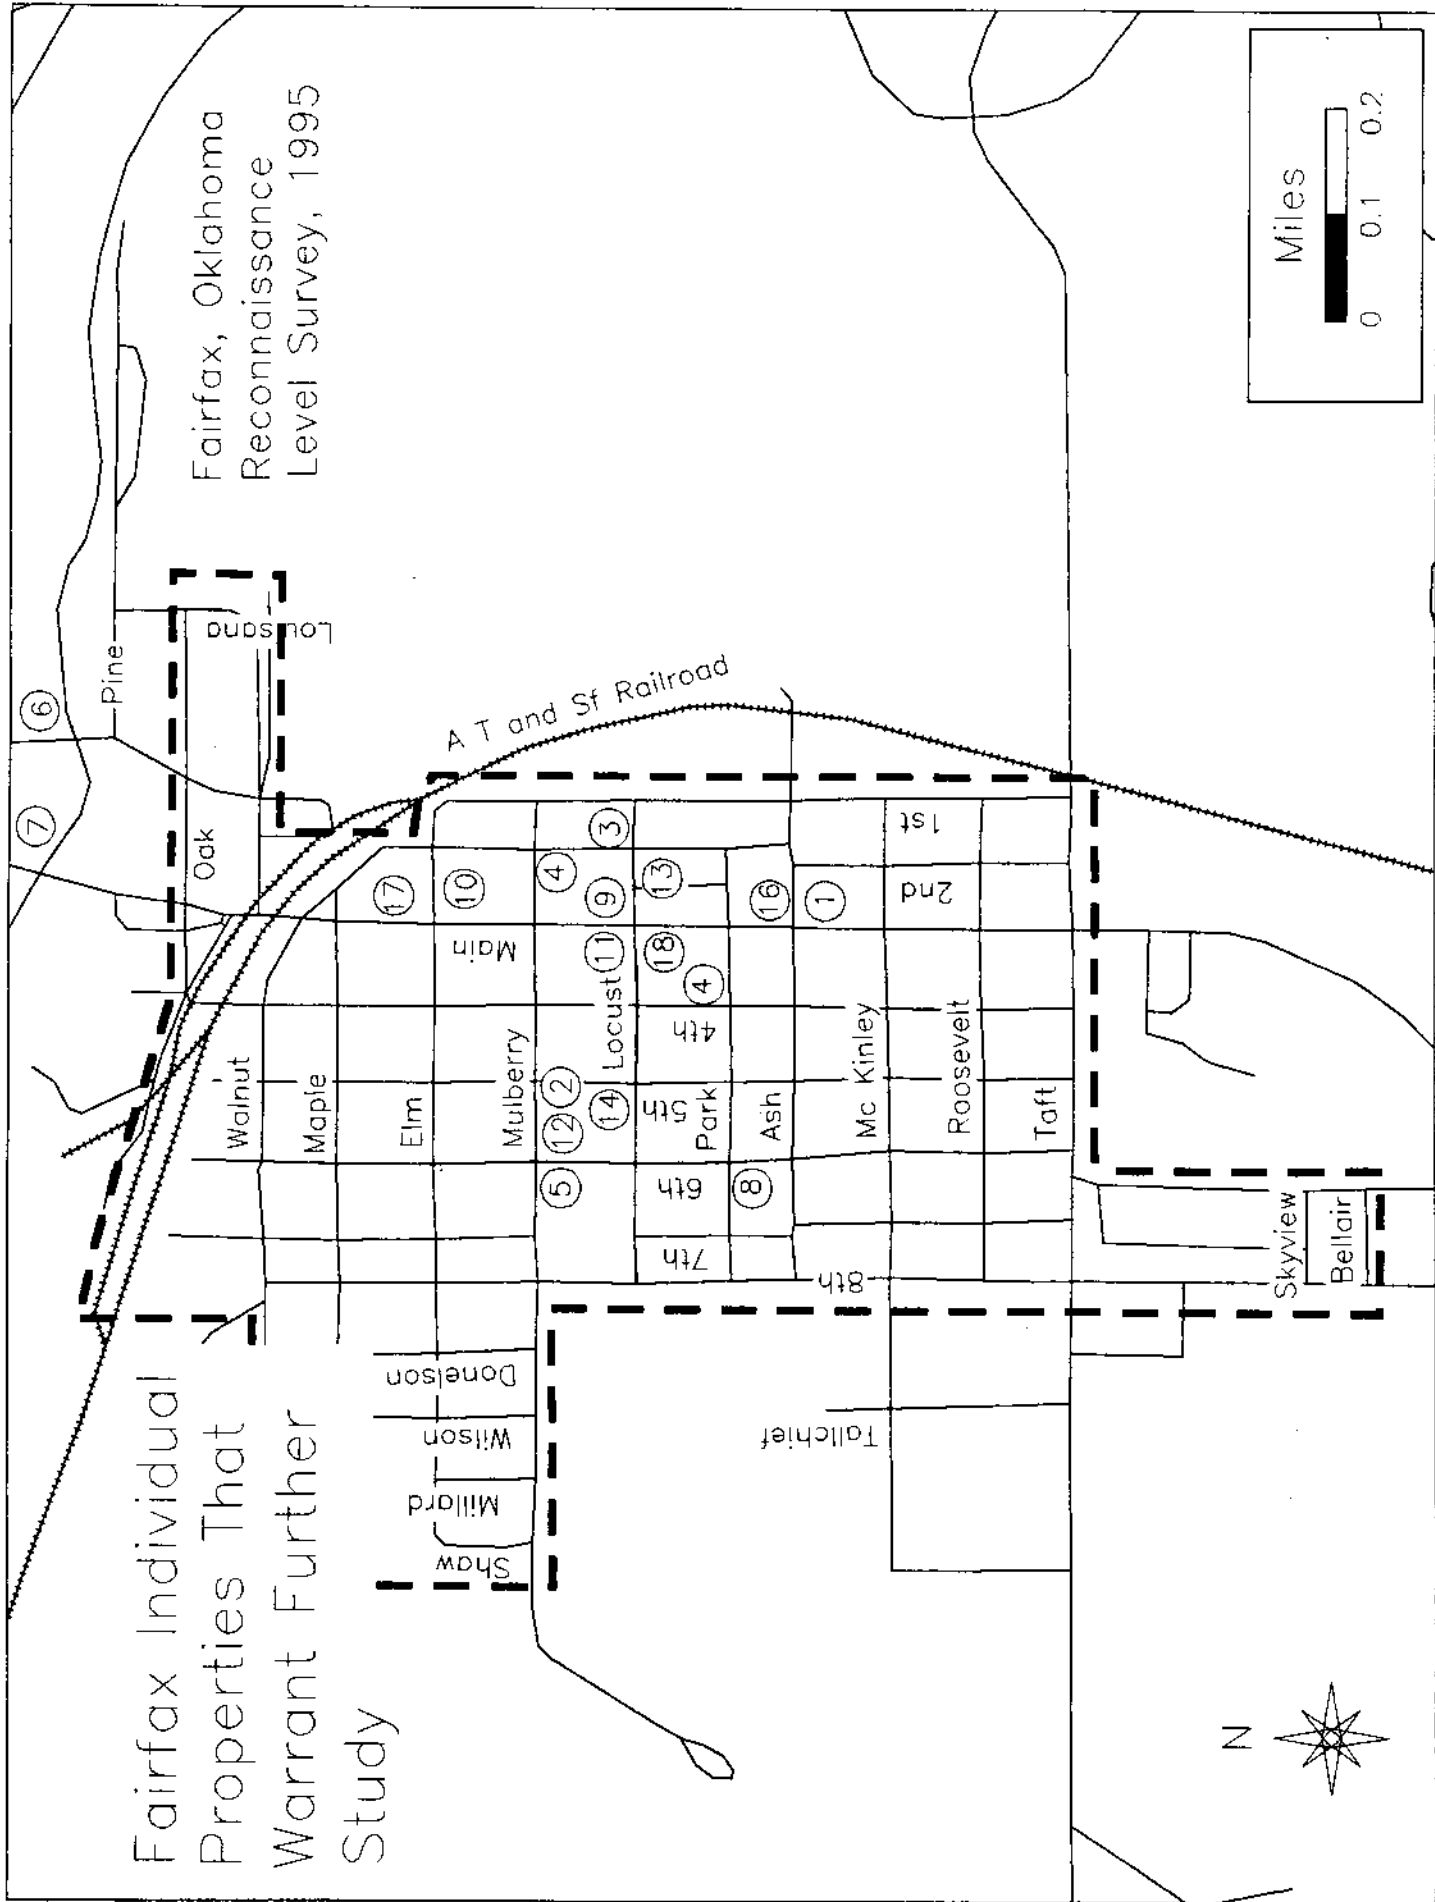 Fairfax Individual
Properties That
Warrant Further
Study
Fairfax, Oklahoma
Reconnaissance
Level Survey, 1995
6
7
Pine
Oak
Lousana
A T and Sf Railroad
Walnut
Maple
Elm
Mulberry
Locust
Park
Ash
Mc Kinley
Roosevelt
Taft
Skyview
Bellair
1st
2nd
Main
4th
5th
6th
7th
8th
Donelson
Wilson
Millard
Shaw
Tallchief
17
10
4
3
9
13
16
1
11
18
4
2
12
14
5
8
N
Miles
0 0.1 0.2